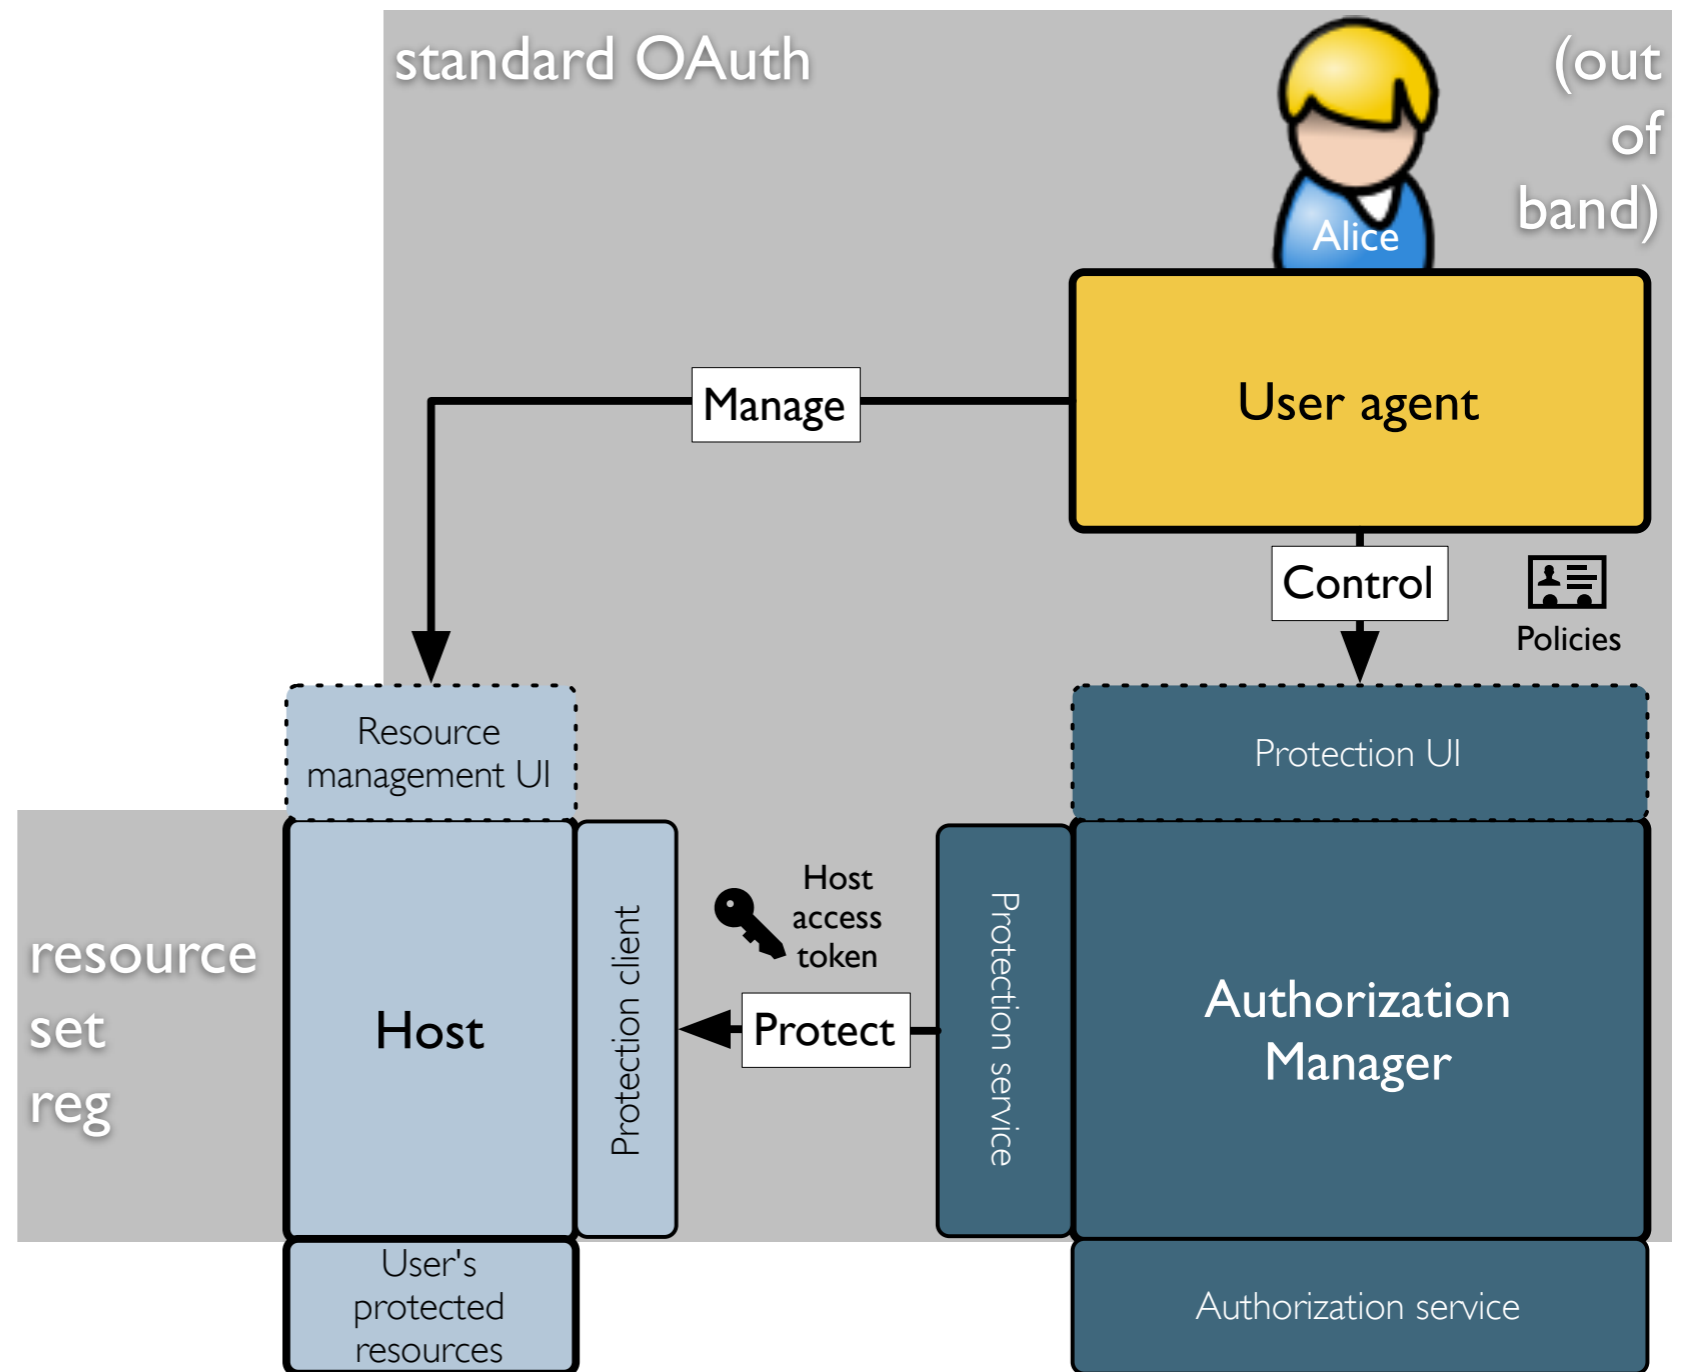 standard OAuth
(out
of
band)
Alice
User agent
Manage
Control
Policies
Resource
management UI
Protection UI
resource
set
reg
Host
Protection client
Host
access
token
Protect
Protection service
Authorization
Manager
User's
protected
resources
Authorization service